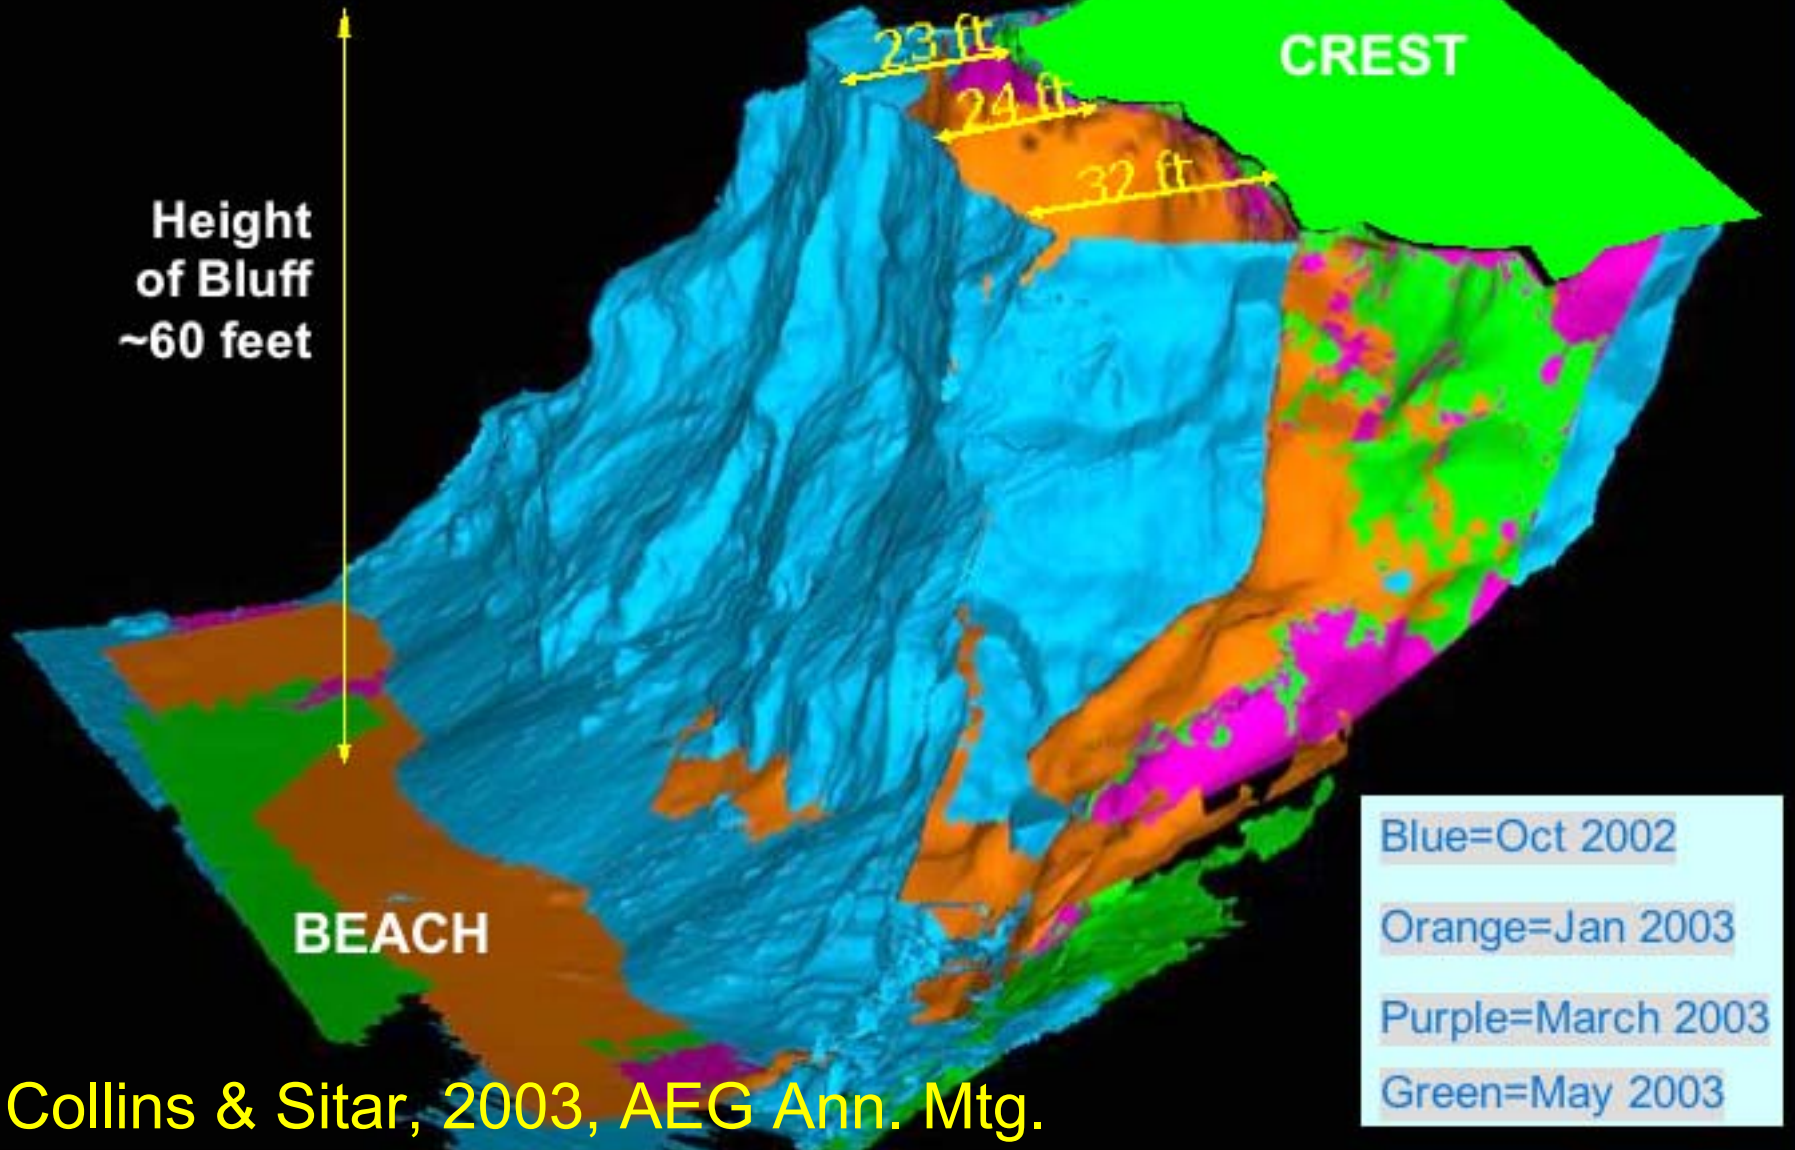 23 ft
CREST
24 ft
32 ft
Height
of Bluff
~60 feet
Blue=Oct 2002
Orange=Jan 2003
Purple=March 2003
Green=May 2003
BEACH
Collins & Sitar, 2003, AEG Ann. Mtg.